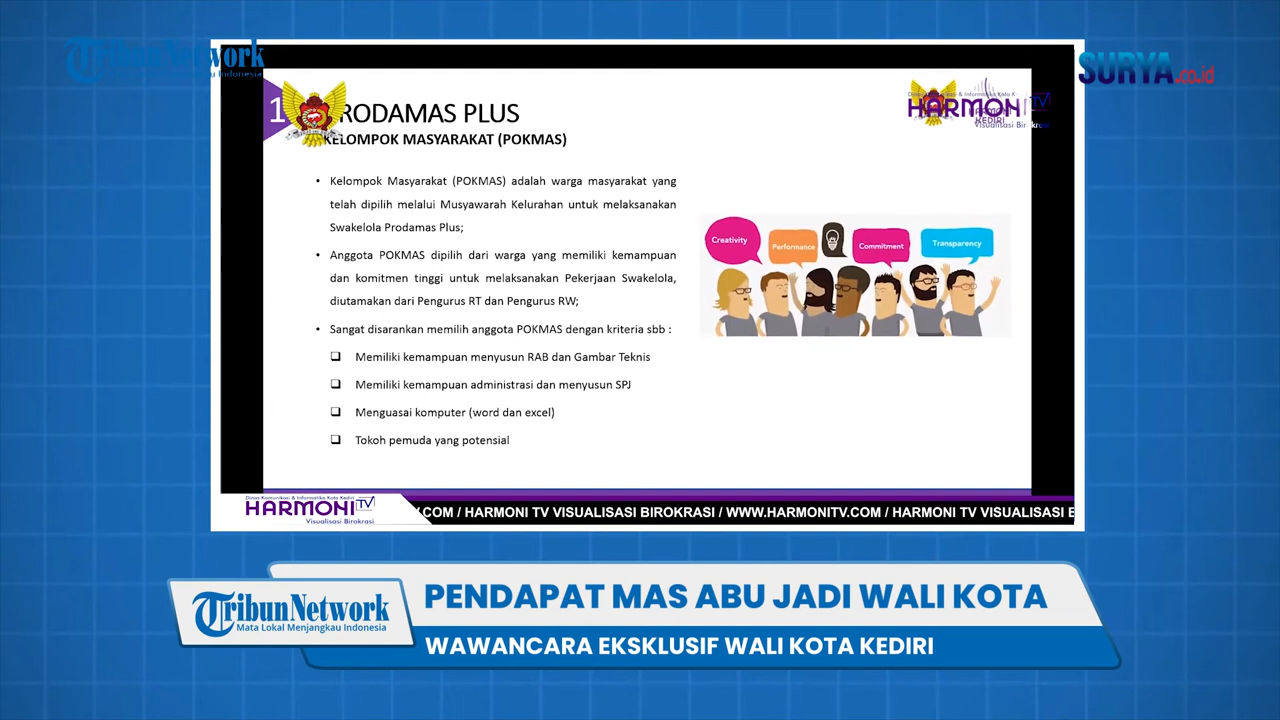 TribunNetwork
SURYA.co.id
1
RODAMAS PLUS
KELOMPOK MASYARAKAT (POKMAS)
HARMONI TV
KEDIRI
• Kelompok Masyarakat (POKMAS) adalah warga masyarakat yang
telah dipilih melalui Musyawarah Kelurahan untuk melaksanakan
Swakelola Prodamas Plus;
• Anggota POKMAS dipilih dari warga yang memiliki kemampuan
dan komitmen tinggi untuk melaksanakan Pekerjaan Swakelola,
diutamakan dari Pengurus RT dan Pengurus RW;
• Sangat disarankan memilih anggota POKMAS dengan kriteria sbb :
❑ Memiliki kemampuan menyusun RAB dan Gambar Teknis
❑ Memiliki kemampuan administrasi dan menyusun SPJ
❑ Menguasai komputer (word dan excel)
❑ Tokoh pemuda yang potensial
Creativity
Performance
Commitment
Transparency
Dinas Komunikasi & Informatika Kota Kediri
HARMONI TV
Visualisasi Birokrasi
.COM / HARMONI TV VISUALISASI BIROKRASI / WWW.HARMONITV.COM / HARMONI TV VISUALISASI
PENDAPAT MAS ABU JADI WALI KOTA
TribunNetwork
Mata Lokal Menjangkau Indonesia
WAWANCARA EKSKLUSIF WALI KOTA KEDIRI